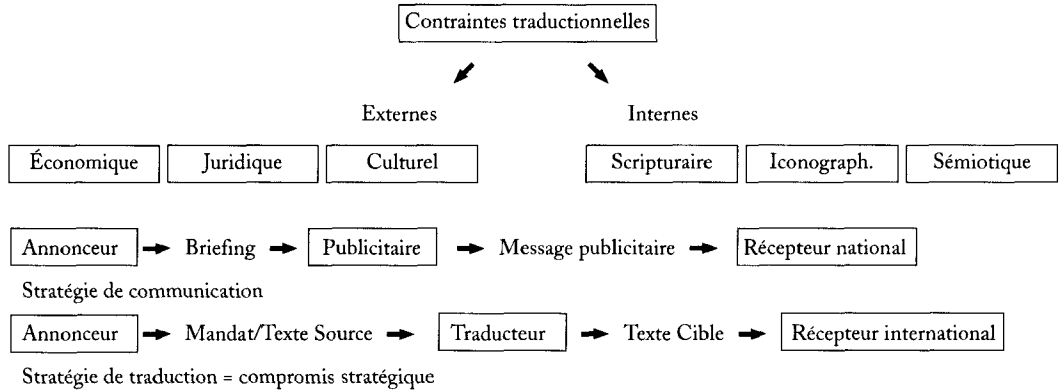 Contraintes traductionnelles
Externes Internes
Économique Juridique Culturel Scripturaire Iconograph. Sémiotique
Annonceur Briefing Publicitaire Message publicitaire Récepteur national
Stratégie de communication
Annonceur Mandat/Texte Source Traducteur Texte Cible Récepteur international
Stratégie de traduction = compromis stratégique